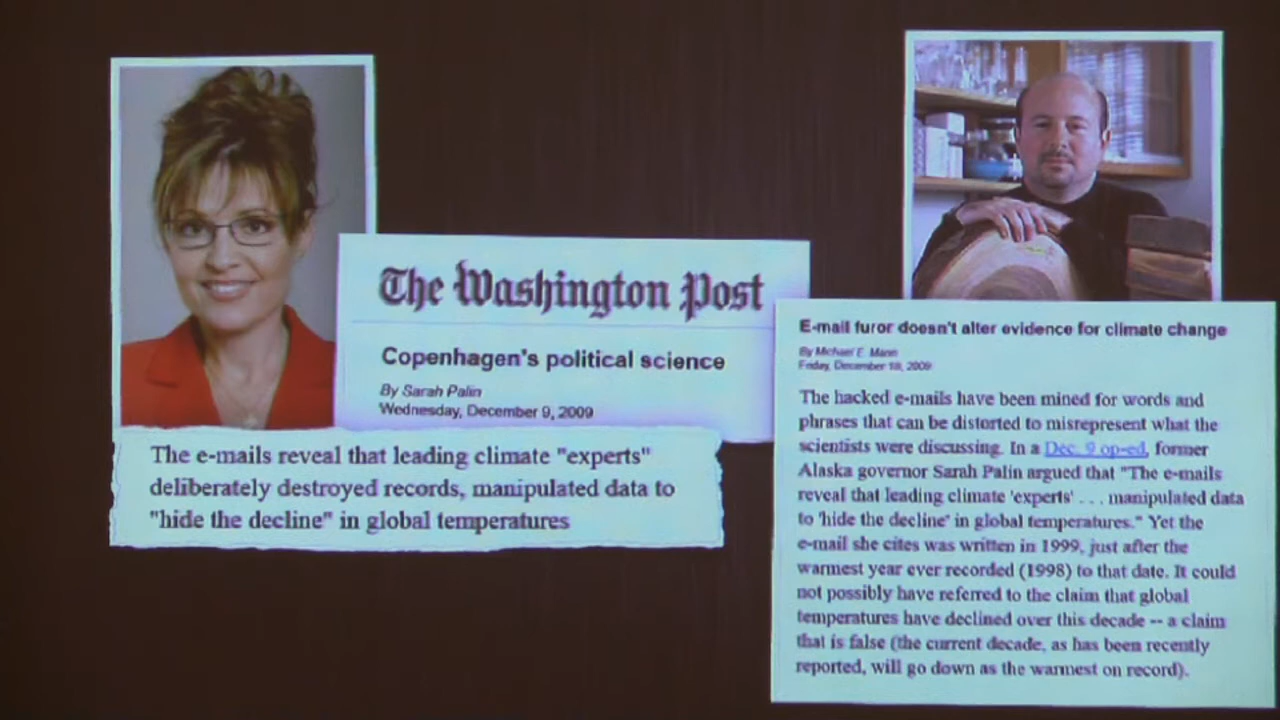 The Washington Post
Copenhagen's political science
By Sarah Palin
Wednesday, December 9, 2009
The e-mails reveal that leading climate "experts"
deliberately destroyed records, manipulated data to
"hide the decline" in global temperatures
E-mail furor doesn't alter evidence for climate change
By Michael E. Mann
Friday, December 18, 2009
The hacked e-mails have been mined for words and
phrases that can be distorted to misrepresent what the
scientists were discussing. In a Dec. 9 op-ed, former
Alaska governor Sarah Palin argued that "The e-mails
reveal that leading climate 'experts' . . . manipulated data
to 'hide the decline' in global temperatures." Yet the
e-mail she cites was written in 1999, just after the
warmest year ever recorded (1998) to that date. It could
not possibly have referred to the claim that global
temperatures have declined over this decade -- a claim
that is false (the current decade, as has been recently
reported, will go down as the warmest on record).